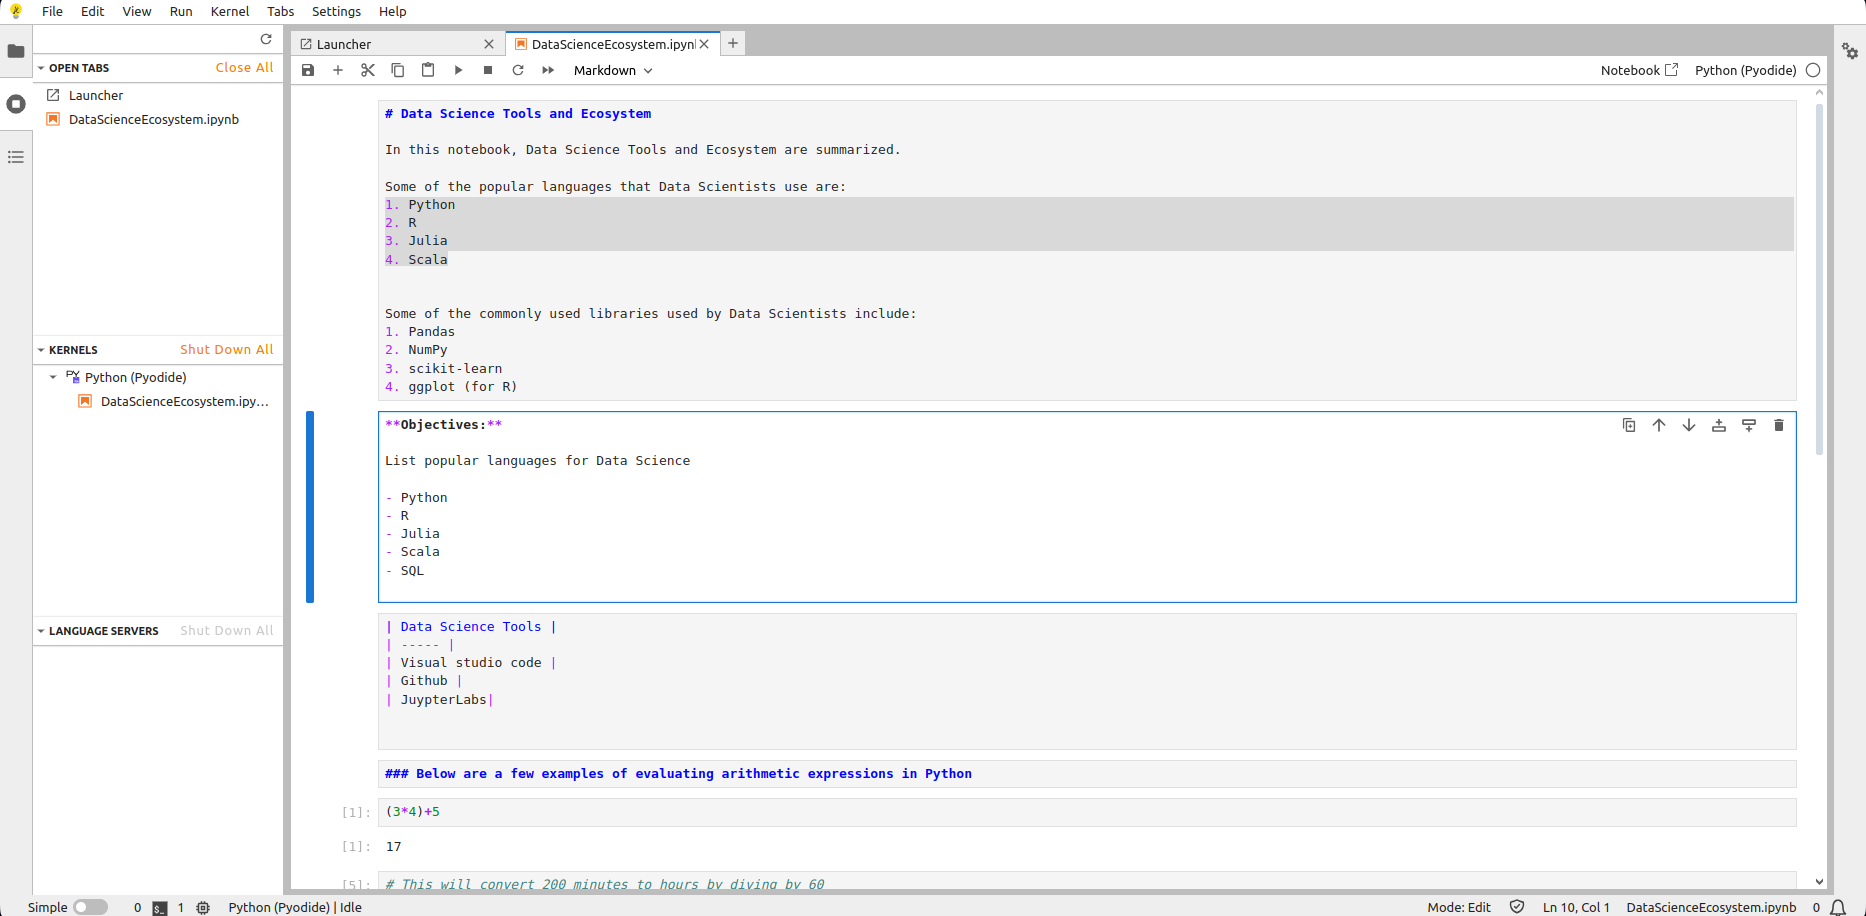 File Edit View Run Kernel Tabs Settings Help
OPEN TABS Close All
Launcher
DataScienceEcosystem.ipynb
KERNELS Shut Down All
Python (Pyodide)
DataScienceEcosystem.ipy...
LANGUAGE SERVERS Shut Down All
Launcher DataScienceEcosystem.ipyn
Markdown Notebook Python (Pyodide)
# Data Science Tools and Ecosystem
In this notebook, Data Science Tools and Ecosystem are summarized.
Some of the popular languages that Data Scientists use are:
1. Python
2. R
3. Julia
4. Scala
Some of the commonly used libraries used by Data Scientists include:
1. Pandas
2. NumPy
3. scikit-learn
4. ggplot (for R)
**Objectives:**
List popular languages for Data Science
- Python
- R
- Julia
- Scala
- SQL
| Data Science Tools |
| ----- |
| Visual studio code |
| Github |
| JuypterLabs|
### Below are a few examples of evaluating arithmetic expressions in Python
[1]: (3*4)+5
[1]: 17
[5]: # This will convert 200 minutes to hours by diving by 60
Simple 0 $_ 1 Python (Pyodide) | Idle Mode: Edit Ln 10, Col 1 DataScienceEcosystem.ipynb 0